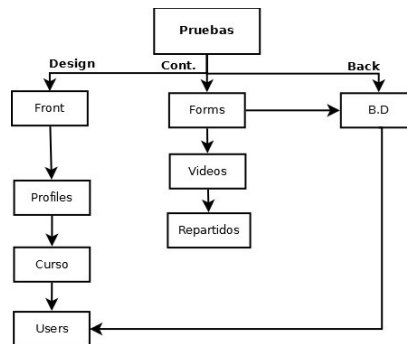 Pruebas
Design
Cont.
Back
Front
Forms
B.D
Profiles
Videos
Curso
Repartidos
Users